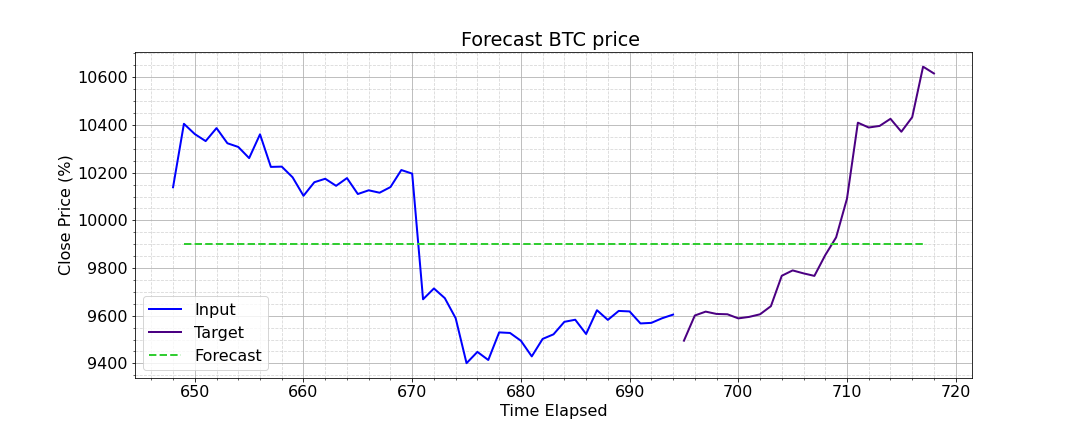 Forecast BTC price
Close Price (%)
10600
10400
10200
10000
9800
9600
9400
Input
Target
Forecast
650 660 670 680 690 700 710 720
Time Elapsed